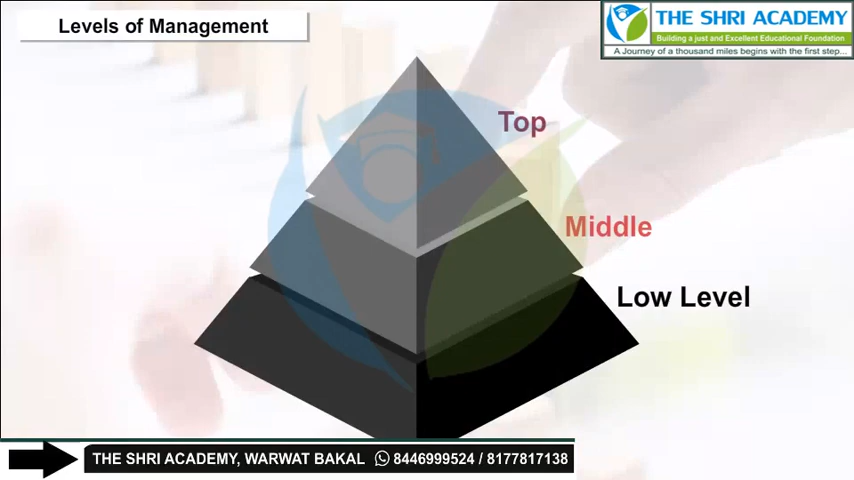 Levels of Management
THE SHRI ACADEMY
Building a just and Excellent Educational Foundation
A Journey of a thousand miles begins with the first step...
Top
Middle
Low Level
THE SHRI ACADEMY, WARWAT BAKAL 8446999524 / 8177817138